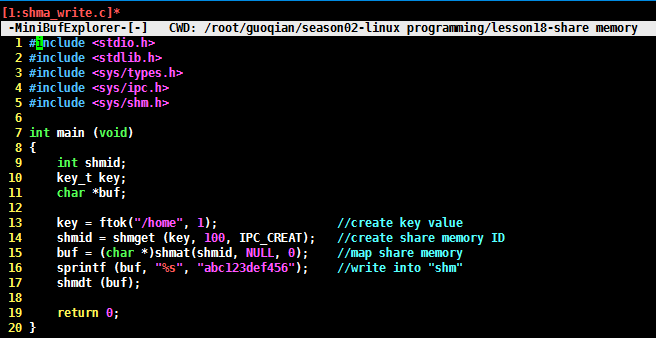 [1:shma_write.c]*
-MiniBufExplorer-[-]   CWD: /root/guoqian/season02-linux programming/lesson18-share memory
1 #include <stdio.h>
2 #include <stdlib.h>
3 #include <sys/types.h>
4 #include <sys/ipc.h>
5 #include <sys/shm.h>
6
7 int main (void)
8 {
9     int shmid;
10     key_t key;
11     char *buf;
12
13     key = ftok("/home", 1);                 //create key value
14     shmid = shmget (key, 100, IPC_CREAT);   //create share memory ID
15     buf = (char *)shmat(shmid, NULL, 0);    //map share memory
16     sprintf (buf, "%s", "abc123def456");    //write into "shm"
17     shmdt (buf);
18
19     return 0;
20 }